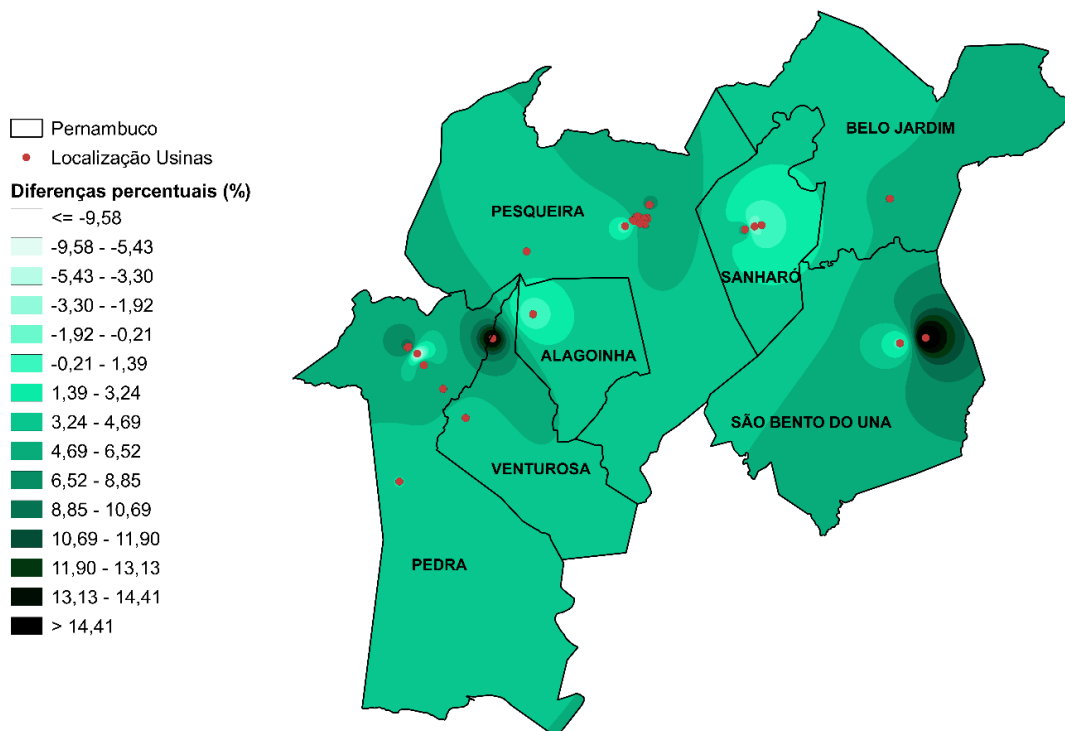 Pernambuco
Localização Usinas
Diferenças percentuais (%)
<= -9,58
-9,58 - -5,43
-5,43 - -3,30
-3,30 - -1,92
-1,92 - -0,21
-0,21 - 1,39
1,39 - 3,24
3,24 - 4,69
4,69 - 6,52
6,52 - 8,85
8,85 - 10,69
10,69 - 11,90
11,90 - 13,13
13,13 - 14,41
> 14,41
BELO JARDIM
PESQUEIRA
SANHARÓ
ALAGOINHA
SÃO BENTO DO UNA
VENTUROSA
PEDRA